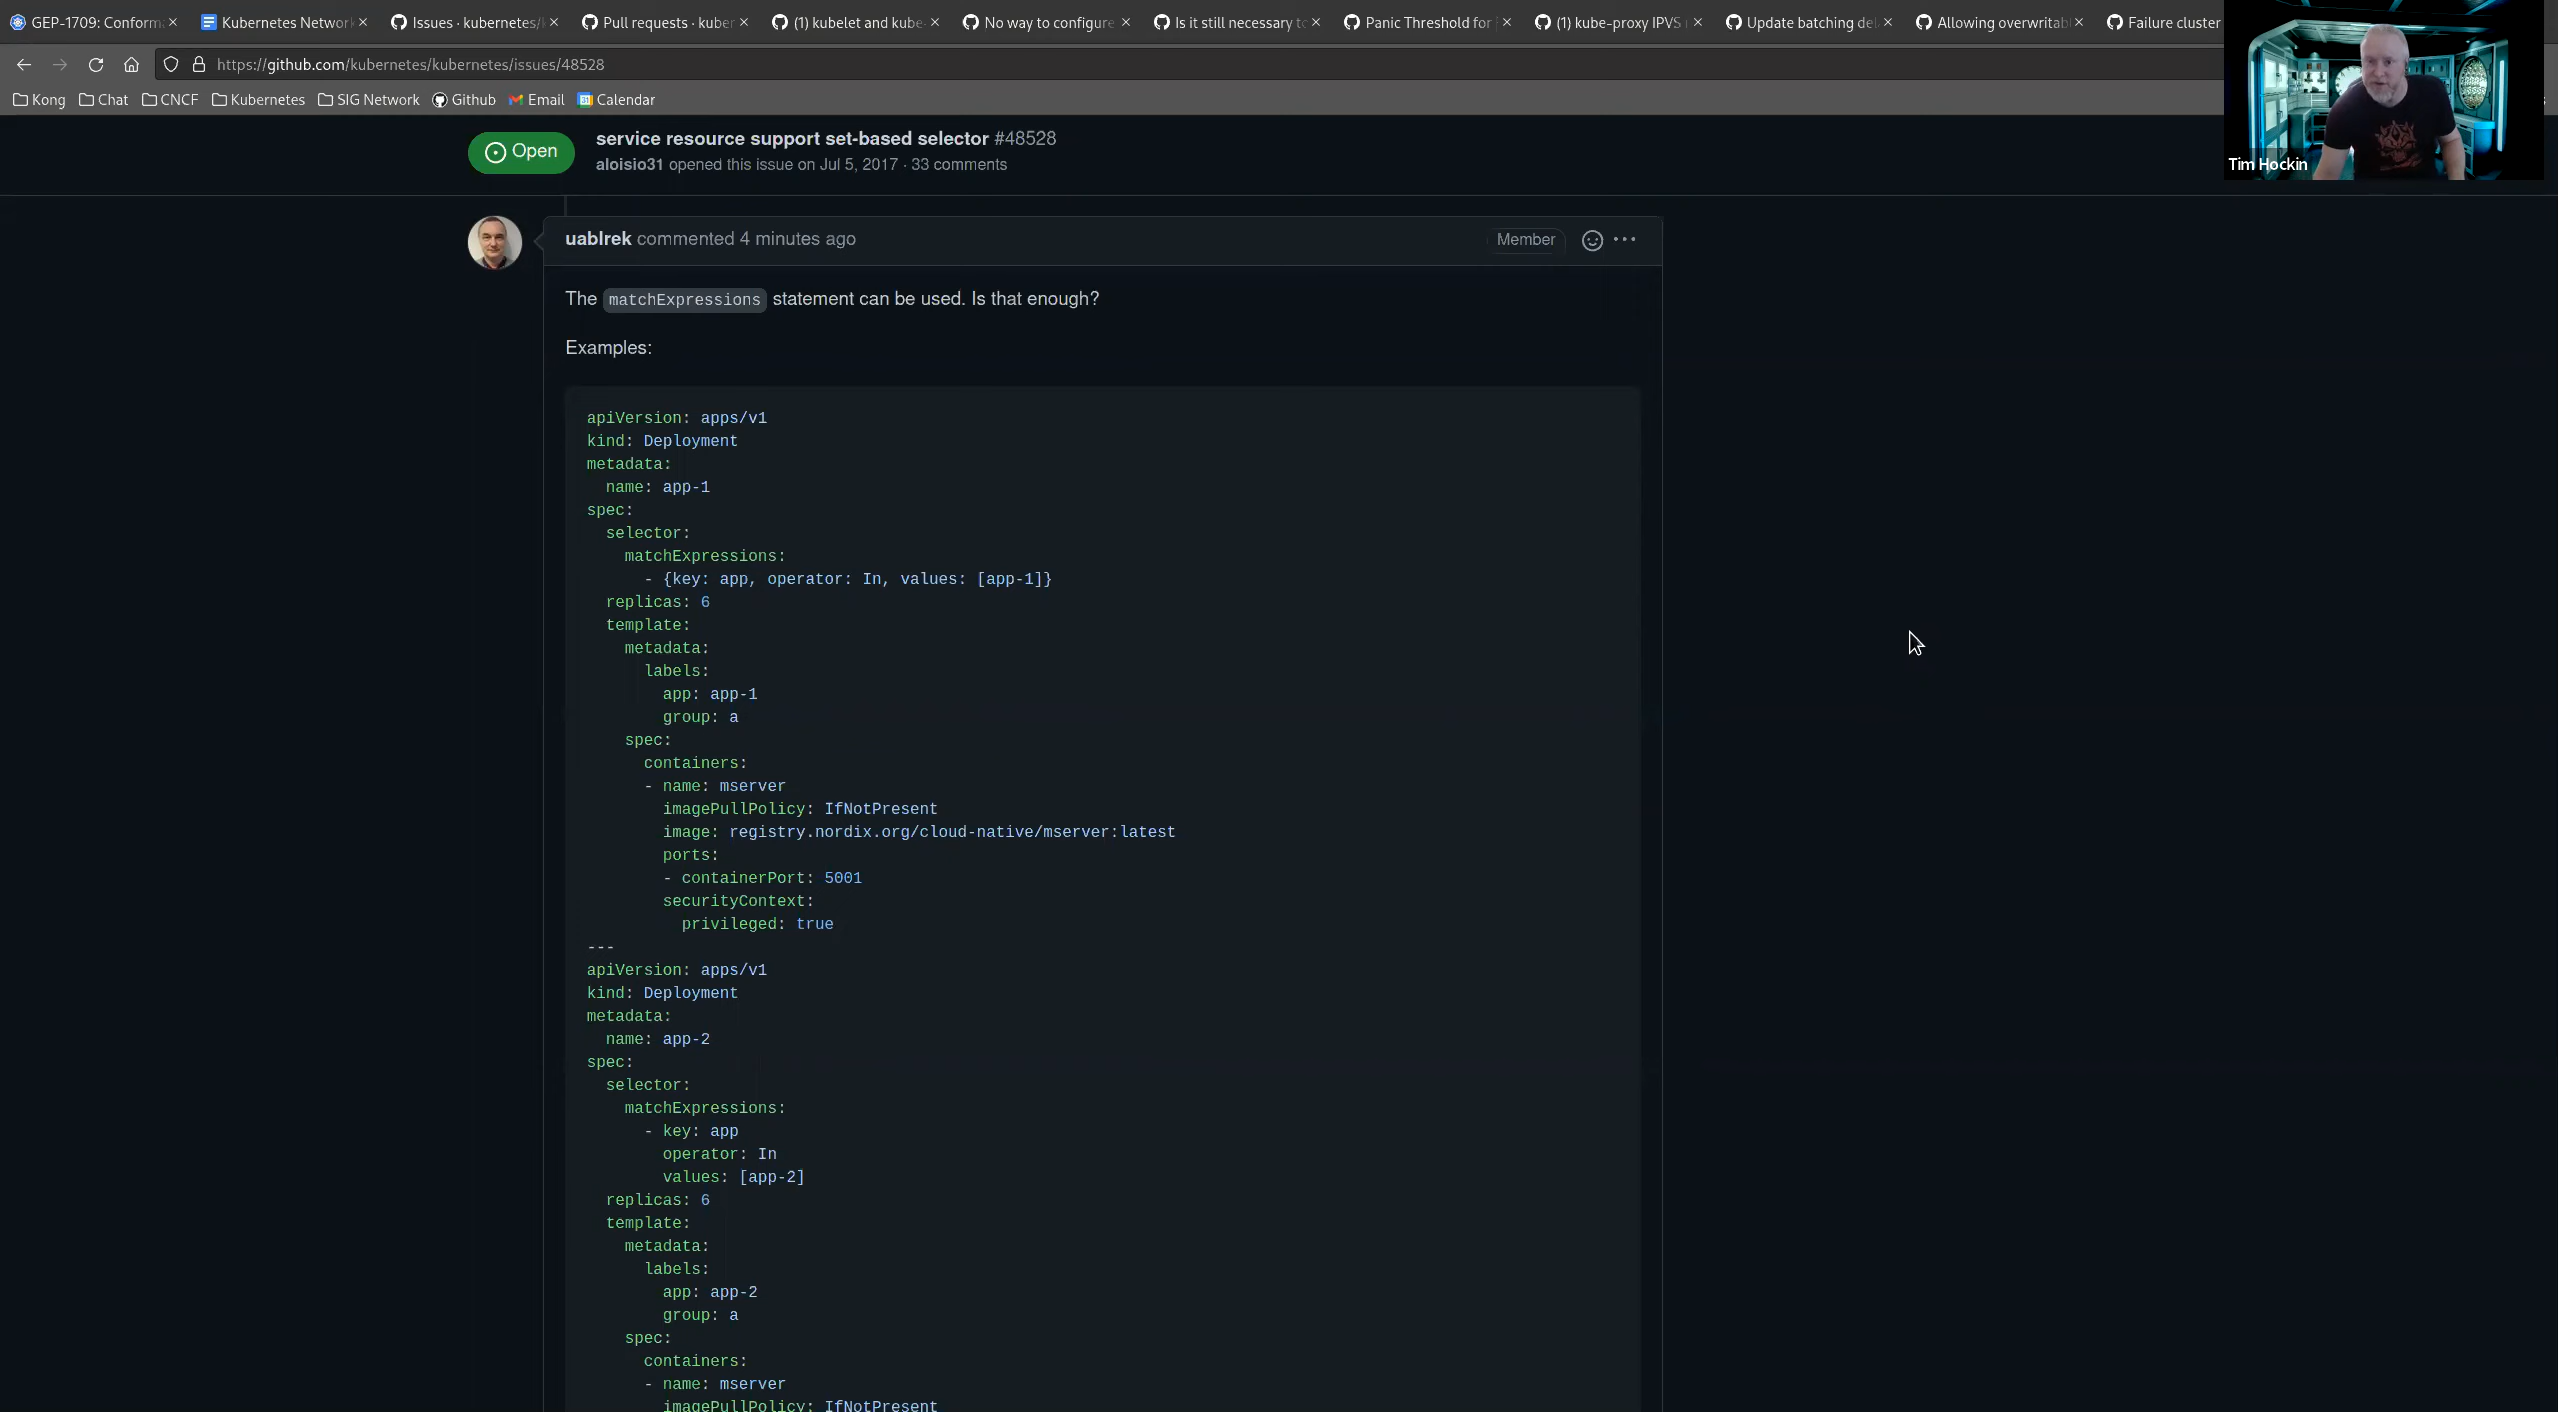 GEP-1709: Conform
Kubernetes Networ
Issues · kubernetes/
Pull requests · kuber
(1) kubelet and kube-
No way to configure
Is it still necessary to
Panic Threshold for
(1) kube-proxy IPVS
Update batching del
Allowing overwritab
Failure cluster
https://github.com/kubernetes/kubernetes/issues/48528
Kong Chat CNCF Kubernetes SIG Network Github Email Calendar
Tim Hockin
Open
service resource support set-based selector #48528
aloisio31 opened this issue on Jul 5, 2017 · 33 comments
uablrek commented 4 minutes ago
Member
The matchExpressions statement can be used. Is that enough?
Examples:
apiVersion: apps/v1
kind: Deployment
metadata:
  name: app-1
spec:
  selector:
    matchExpressions:
      - {key: app, operator: In, values: [app-1]}
  replicas: 6
  template:
    metadata:
      labels:
        app: app-1
        group: a
    spec:
      containers:
      - name: mserver
        imagePullPolicy: IfNotPresent
        image: registry.nordix.org/cloud-native/mserver:latest
        ports:
        - containerPort: 5001
        securityContext:
          privileged: true
---
apiVersion: apps/v1
kind: Deployment
metadata:
  name: app-2
spec:
  selector:
    matchExpressions:
      - key: app
        operator: In
        values: [app-2]
  replicas: 6
  template:
    metadata:
      labels:
        app: app-2
        group: a
    spec:
      containers:
      - name: mserver
        imagePullPolicy: IfNotPresent